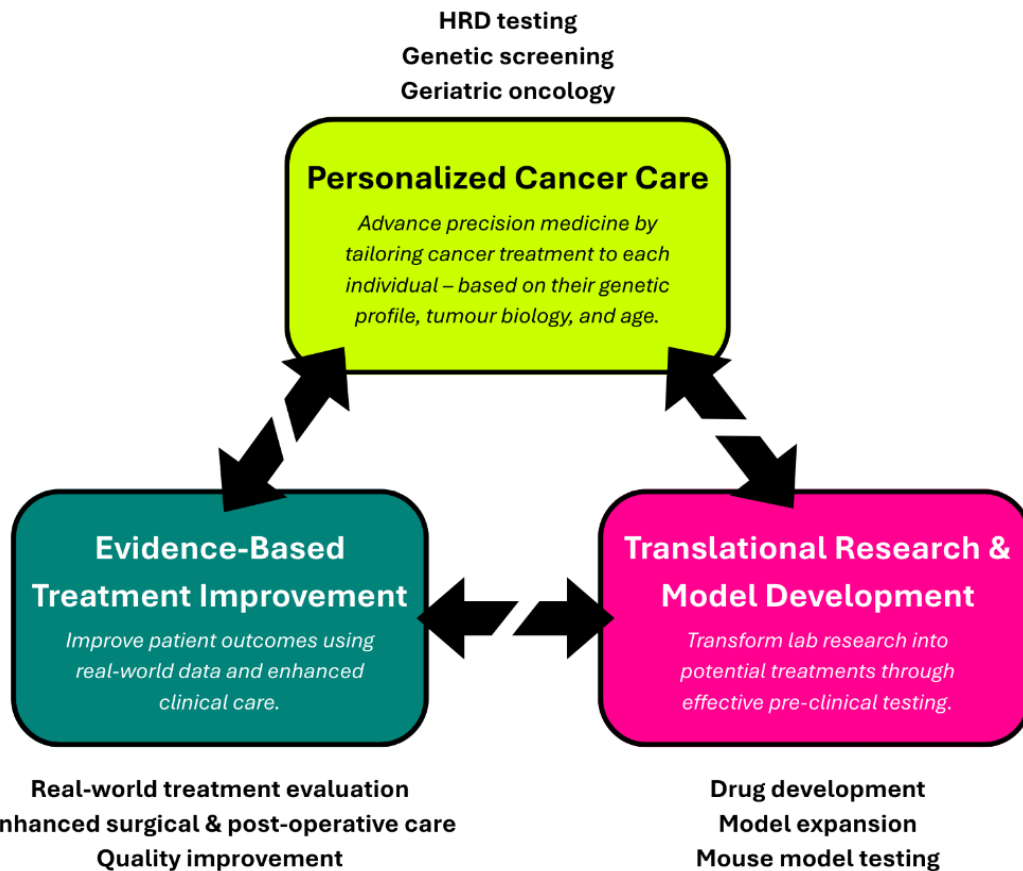 HRD testing
Genetic screening
Geriatric oncology
Personalized Cancer Care
Advance precision medicine by
tailoring cancer treatment to each
individual – based on their genetic
profile, tumour biology, and age.
Evidence-Based
Treatment Improvement
Improve patient outcomes using
real-world data and enhanced
clinical care.
Translational Research &
Model Development
Transform lab research into
potential treatments through
effective pre-clinical testing.
Real-world treatment evaluation
nhanced surgical & post-operative care
Quality improvement
Drug development
Model expansion
Mouse model testing